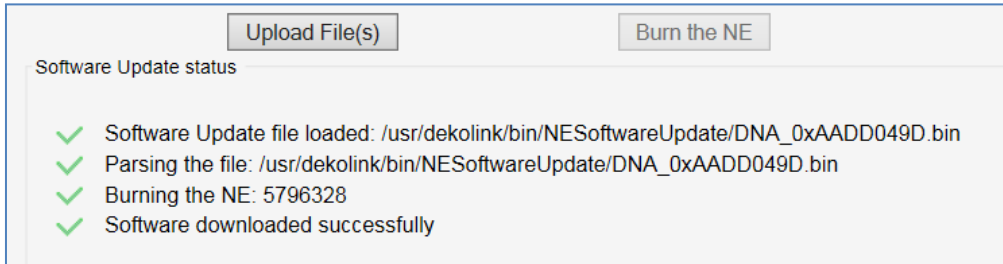 Upload File(s) Burn the NE
Software Update status
Software Update file loaded: /usr/dekolink/bin/NESoftwareUpdate/DNA_0xAADD049D.bin
Parsing the file: /usr/dekolink/bin/NESoftwareUpdate/DNA_0xAADD049D.bin
Burning the NE: 5796328
Software downloaded successfully